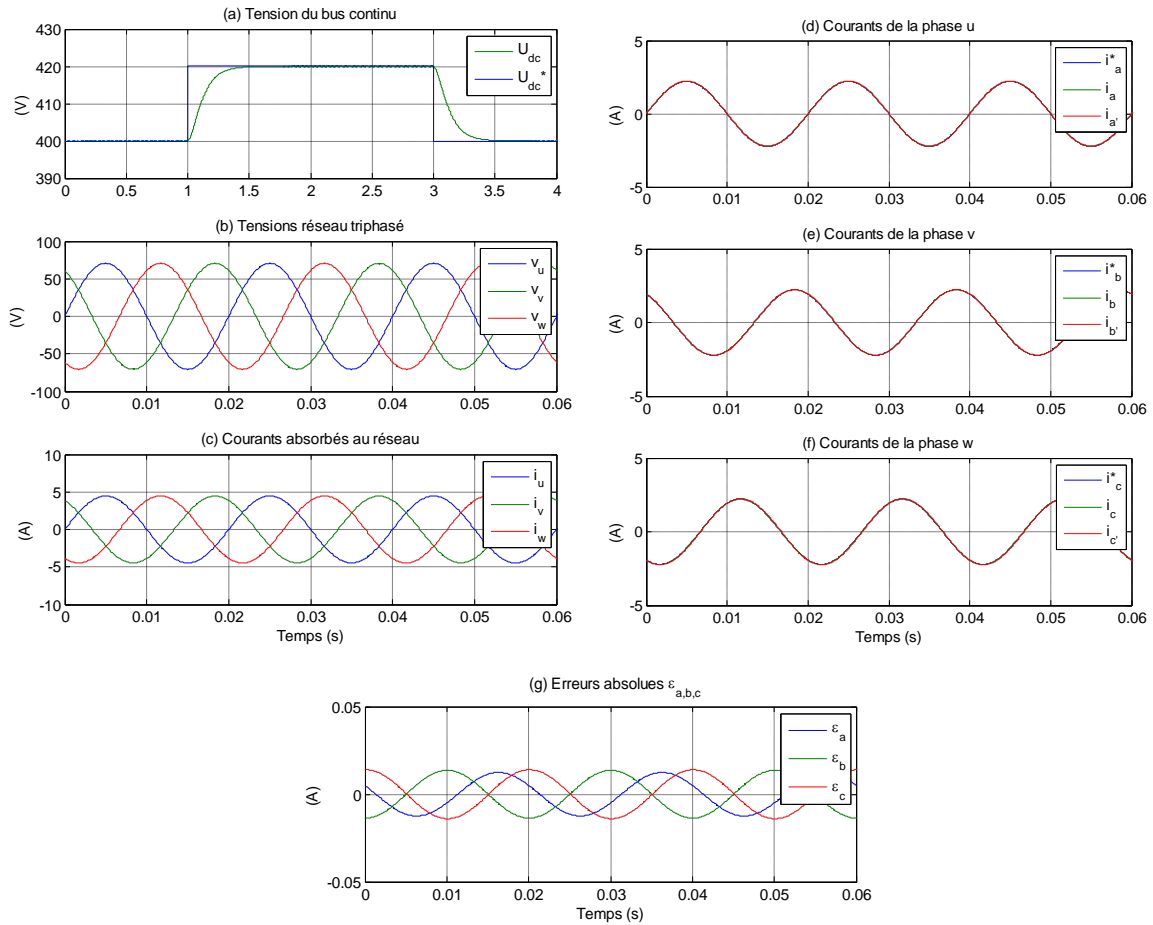 (a) Tension du bus continu
430
420
410
400
390
(V)
0 0.5 1 1.5 2 2.5 3 3.5 4
U_dc
U_dc*
(b) Tensions réseau triphasé
100
50
0
-50
-100
(V)
0 0.01 0.02 0.03 0.04 0.05 0.06
v_u
v_v
v_w
(c) Courants absorbés au réseau
10
5
0
-5
-10
(A)
0 0.01 0.02 0.03 0.04 0.05 0.06
Temps (s)
i_u
i_v
i_w
(d) Courants de la phase u
5
0
-5
(A)
0 0.01 0.02 0.03 0.04 0.05 0.06
i*_a
i_a
i_a'
(e) Courants de la phase v
5
0
-5
(A)
0 0.01 0.02 0.03 0.04 0.05 0.06
i*_b
i_b
i_b'
(f) Courants de la phase w
5
0
-5
(A)
0 0.01 0.02 0.03 0.04 0.05 0.06
Temps (s)
i*_c
i_c
i_c'
(g) Erreurs absolues ε_a,b,c
0.05
0
-0.05
(A)
0 0.01 0.02 0.03 0.04 0.05 0.06
Temps (s)
ε_a
ε_b
ε_c